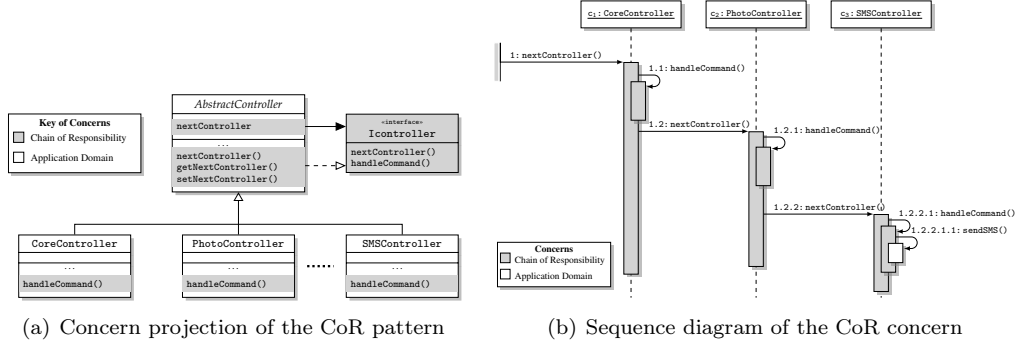 AbstractController
nextController
...
nextController()
getNextController()
setNextController()
«interface»
Icontroller
nextController()
handleCommand()
Key of Concerns
Chain of Responsibility
Application Domain
CoreController
...
handleCommand()
PhotoController
...
handleCommand()
SMSController
...
handleCommand()
(a) Concern projection of the CoR pattern
c₁: CoreController
c₂: PhotoController
c₃: SMSController
1: nextController()
1.1: handleCommand()
1.2: nextController()
1.2.1: handleCommand()
1.2.2: nextController()
1.2.2.1: handleCommand()
1.2.2.1.1: sendSMS()
Concerns
Chain of Responsibility
Application Domain
(b) Sequence diagram of the CoR concern